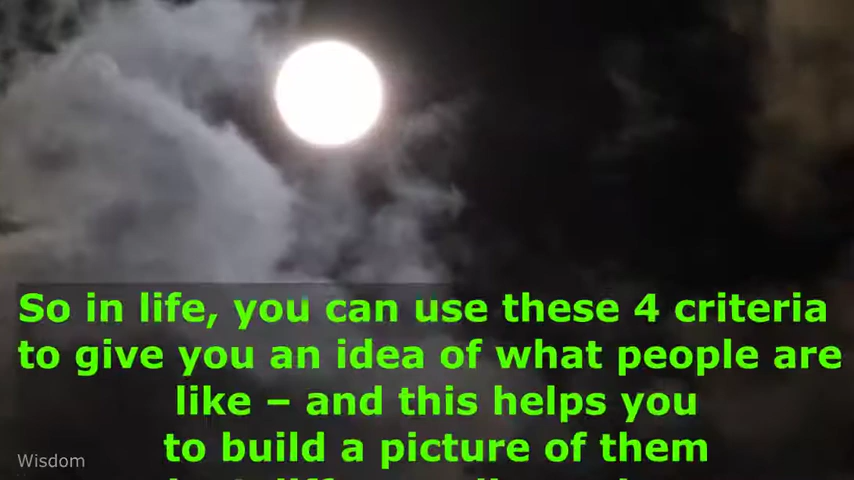 So in life, you can use these 4 criteria
to give you an idea of what people are
like – and this helps you
to build a picture of them
Wisdom